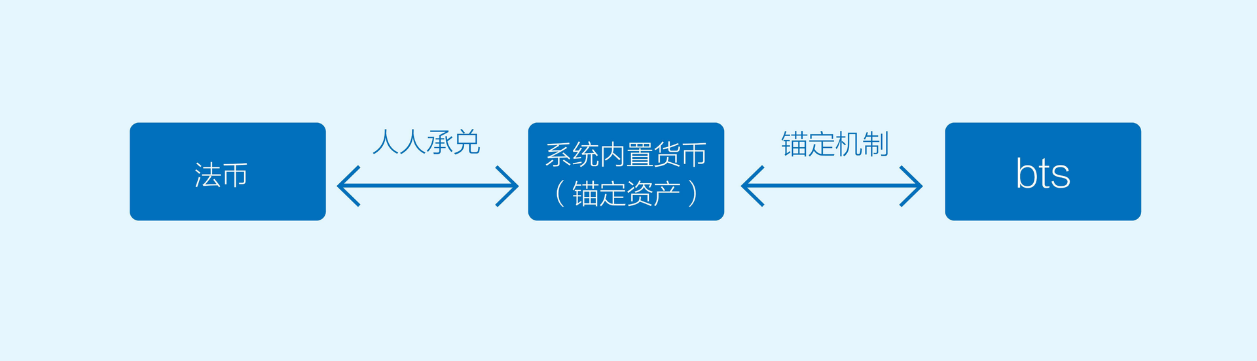 法币
人人承兑
系统内置货币
（锚定资产）
锚定机制
bts